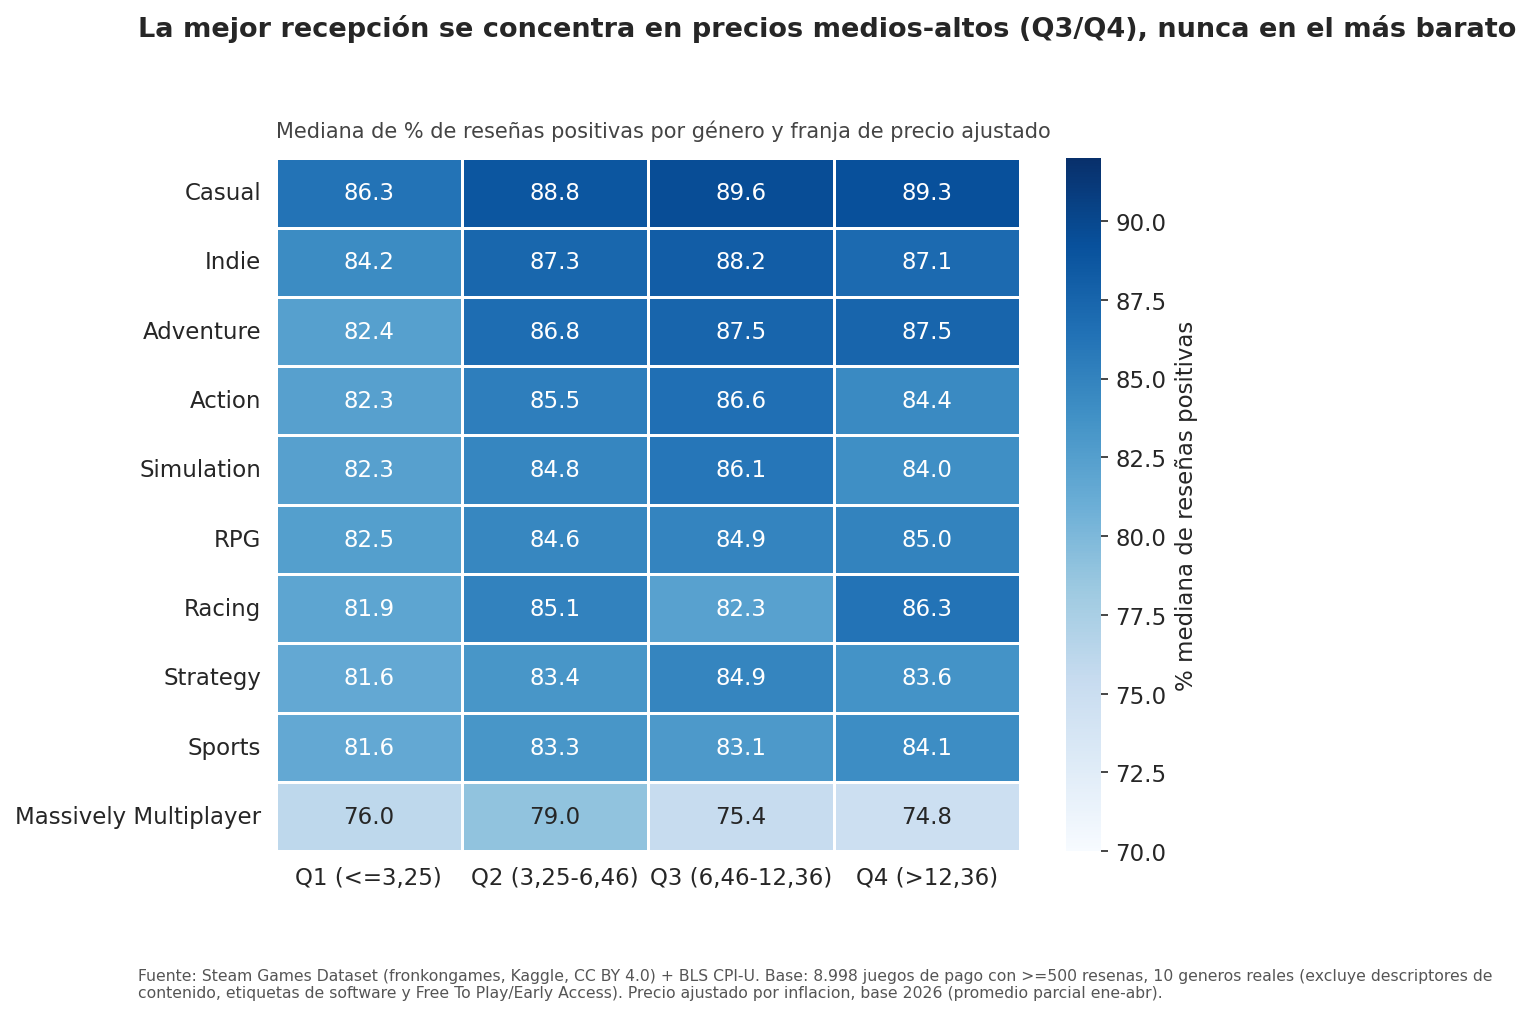 La mejor recepción se concentra en precios medios-altos (Q3/Q4), nunca en el más barato
Mediana de % de reseñas positivas por género y franja de precio ajustado
Casual 86.3 88.8 89.6 89.3
Indie 84.2 87.3 88.2 87.1
Adventure 82.4 86.8 87.5 87.5
Action 82.3 85.5 86.6 84.4
Simulation 82.3 84.8 86.1 84.0
RPG 82.5 84.6 84.9 85.0
Racing 81.9 85.1 82.3 86.3
Strategy 81.6 83.4 84.9 83.6
Sports 81.6 83.3 83.1 84.1
Massively Multiplayer 76.0 79.0 75.4 74.8
Q1 (<=3,25) Q2 (3,25-6,46) Q3 (6,46-12,36) Q4 (>12,36)
90.0
87.5
85.0
82.5
80.0
77.5
75.0
72.5
70.0
% mediana de reseñas positivas
Fuente: Steam Games Dataset (fronkongames, Kaggle, CC BY 4.0) + BLS CPI-U. Base: 8.998 juegos de pago con >=500 resenas, 10 generos reales (excluye descriptores de
contenido, etiquetas de software y Free To Play/Early Access). Precio ajustado por inflacion, base 2026 (promedio parcial ene-abr).